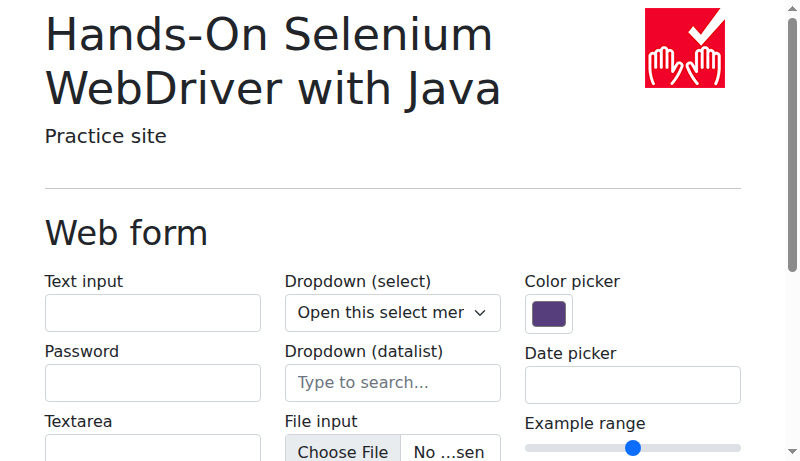 Hands-On Selenium
WebDriver with Java
Practice site
Web form
Text input
Dropdown (select)
Color picker
Open this select mer
Password
Dropdown (datalist)
Date picker
Type to search...
Textarea
File input
Example range
Choose File
No ...sen